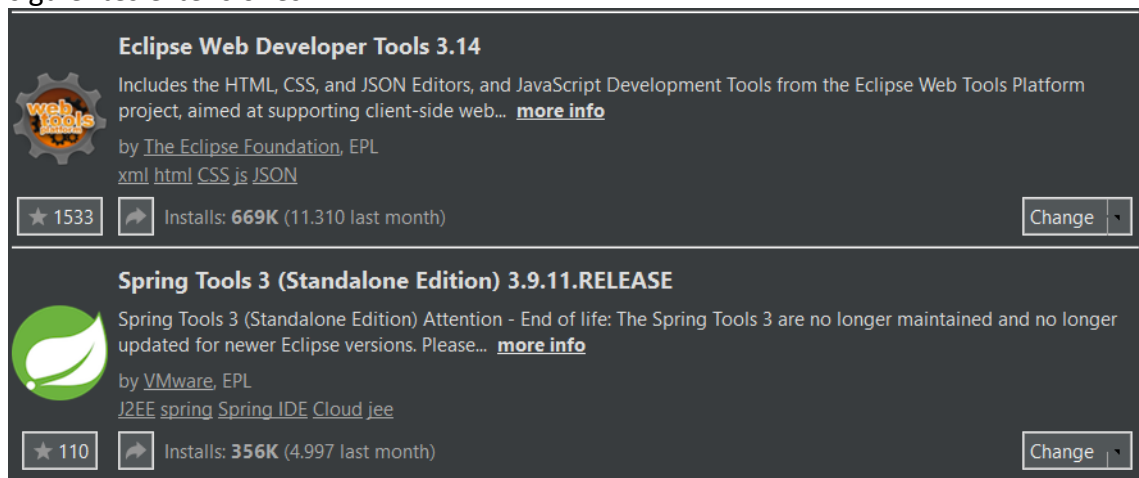 Eclipse Web Developer Tools 3.14
Includes the HTML, CSS, and JSON Editors, and JavaScript Development Tools from the Eclipse Web Tools Platform
project, aimed at supporting client-side web... more info
web
tools
platform
by The Eclipse Foundation, EPL
xml html CSS js JSON
1533 Installs: 669K (11.310 last month) Change
Spring Tools 3 (Standalone Edition) 3.9.11.RELEASE
Spring Tools 3 (Standalone Edition) Attention - End of life: The Spring Tools 3 are no longer maintained and no longer
updated for newer Eclipse versions. Please... more info
by VMware, EPL
J2EE spring Spring IDE Cloud jee
110 Installs: 356K (4.997 last month) Change